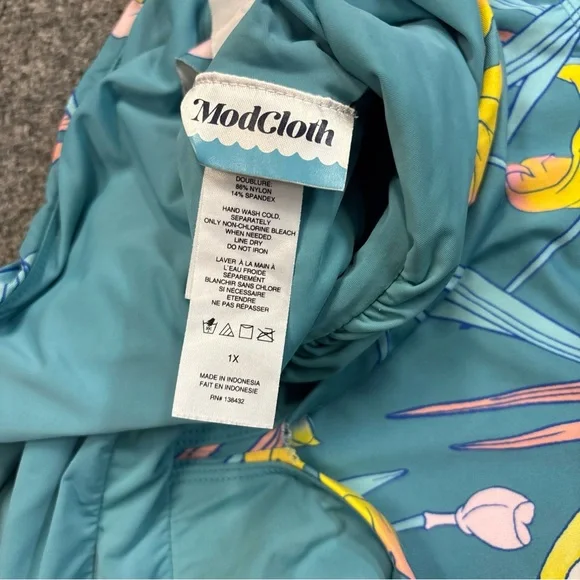 ModCloth
DOUBLURE:
86% NYLON
14% SPANDEX
HAND WASH COLD,
SEPARATELY
ONLY NON-CHLORINE BLEACH
WHEN NEEDED
LINE DRY
DO NOT IRON
LAVER À LA MAIN À
L'EAU FROIDE
SÉPARÉMENT
BLANCHIR SANS CHLORE
SI NÉCESSAIRE
ÉTENDRE
NE PAS REPASSER
1X
MADE IN INDONESIA
FAIT EN INDONESIE
RN# 136432